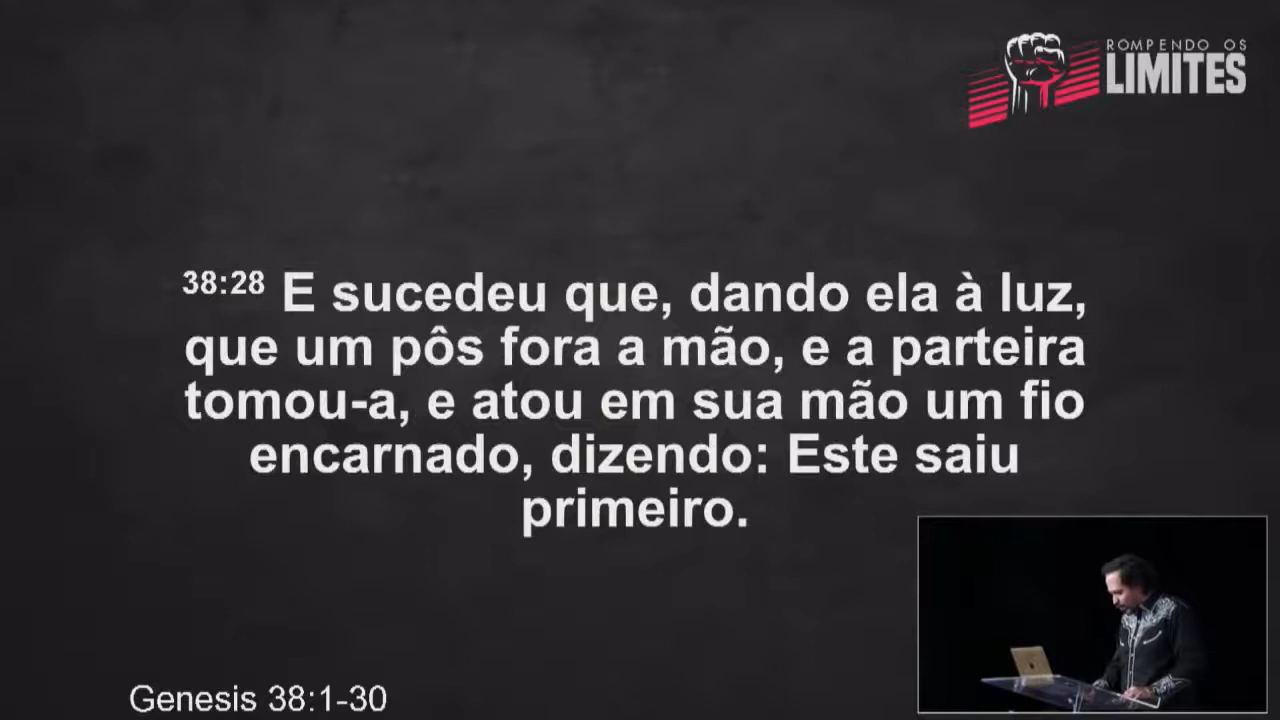 ROMPENDO OS
LIMITES
38:28 E sucedeu que, dando ela à luz,
que um pôs fora a mão, e a parteira
tomou-a, e atou em sua mão um fio
encarnado, dizendo: Este saiu
primeiro.
Genesis 38:1-30